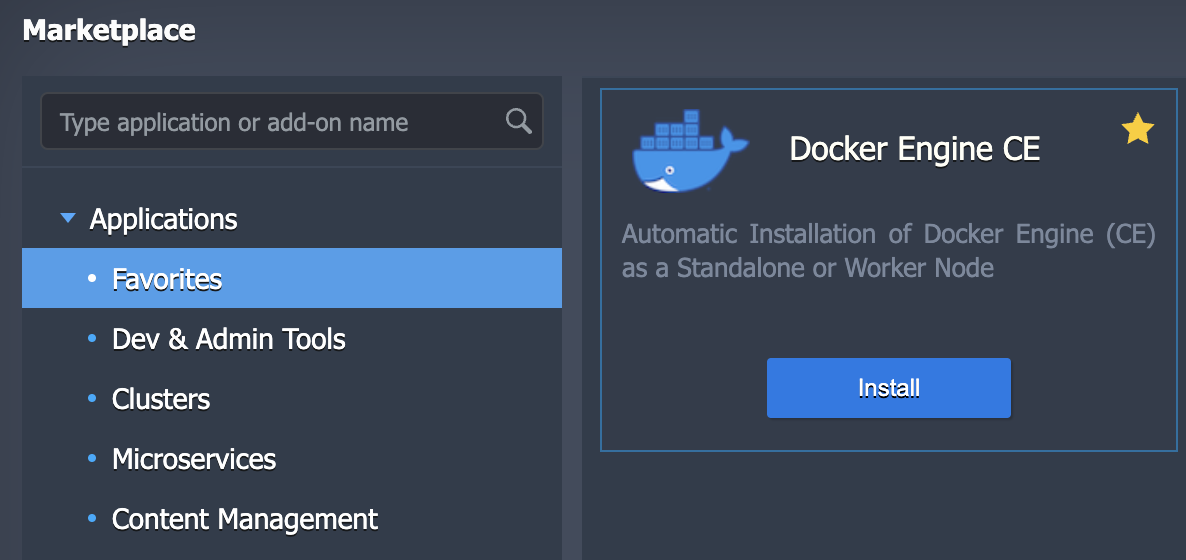 Marketplace
Type application or add-on name
Applications
Favorites
Dev & Admin Tools
Clusters
Microservices
Content Management
Docker Engine CE
Automatic Installation of Docker Engine (CE)
as a Standalone or Worker Node
Install